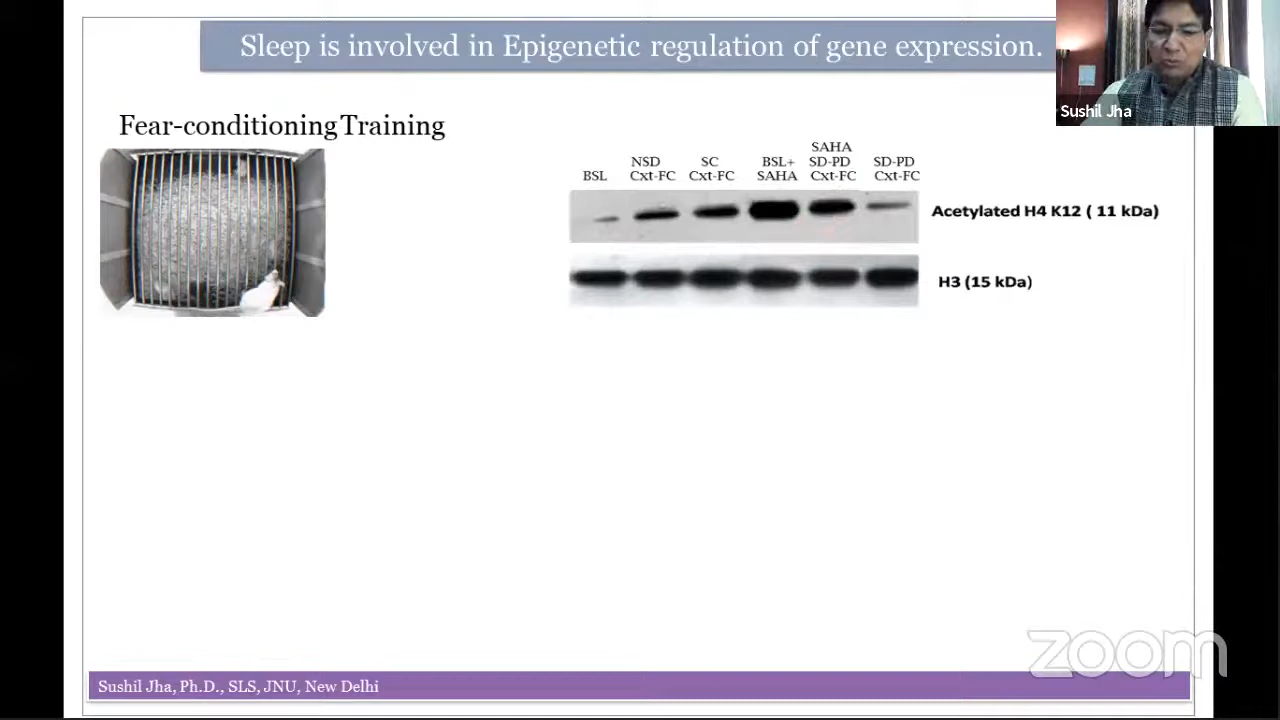 Sleep is involved in Epigenetic regulation of gene expression.
Sushil Jha
Fear-conditioning Training
BSL
NSD
Cxt-FC
SC
Cxt-FC
BSL+
SAHA
SAHA
SD-PD
Cxt-FC
SD-PD
Cxt-FC
Acetylated H4 K12 ( 11 kDa)
H3 (15 kDa)
zoom
Sushil Jha, Ph.D., SLS, JNU, New Delhi